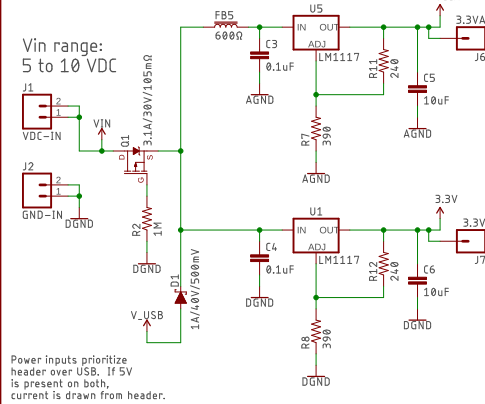 Vin range:
5 to 10 VDC
J1
2
1
VDC-IN
VIN
J2
2
1
GND-IN
DGND
Q1
3.1A/30V/105mΩ
D
S
G
R2
1M
DGND
D1
1A/40V/500mV
V_USB
FB5
600Ω
C3
0.1uF
AGND
U5
IN
OUT
ADJ
LM1117
R11
240
R7
390
AGND
C5
10uF
AGND
3.3VA
J6
C4
0.1uF
DGND
U1
IN
OUT
ADJ
LM1117
R12
240
R8
390
DGND
C6
10uF
DGND
3.3V
3.3V
J7
Power inputs prioritize
header over USB. If 5V
is present on both,
current is drawn from header.